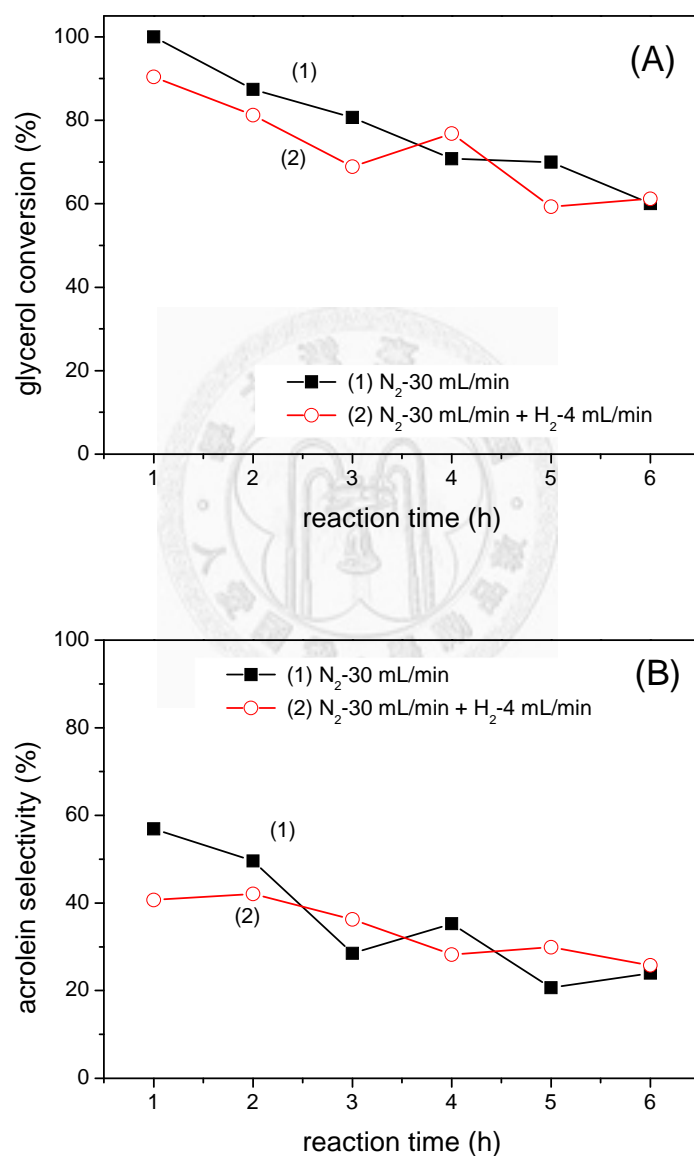 (A)
glycerol conversion (%)
100
80
60
40
20
0
(1)
(2)
(1) N₂-30 mL/min
(2) N₂-30 mL/min + H₂-4 mL/min
1 2 3 4 5 6
reaction time (h)
(B)
acrolein selectivity (%)
100
80
60
40
20
0
(1) N₂-30 mL/min
(2) N₂-30 mL/min + H₂-4 mL/min
(1)
(2)
1 2 3 4 5 6
reaction time (h)